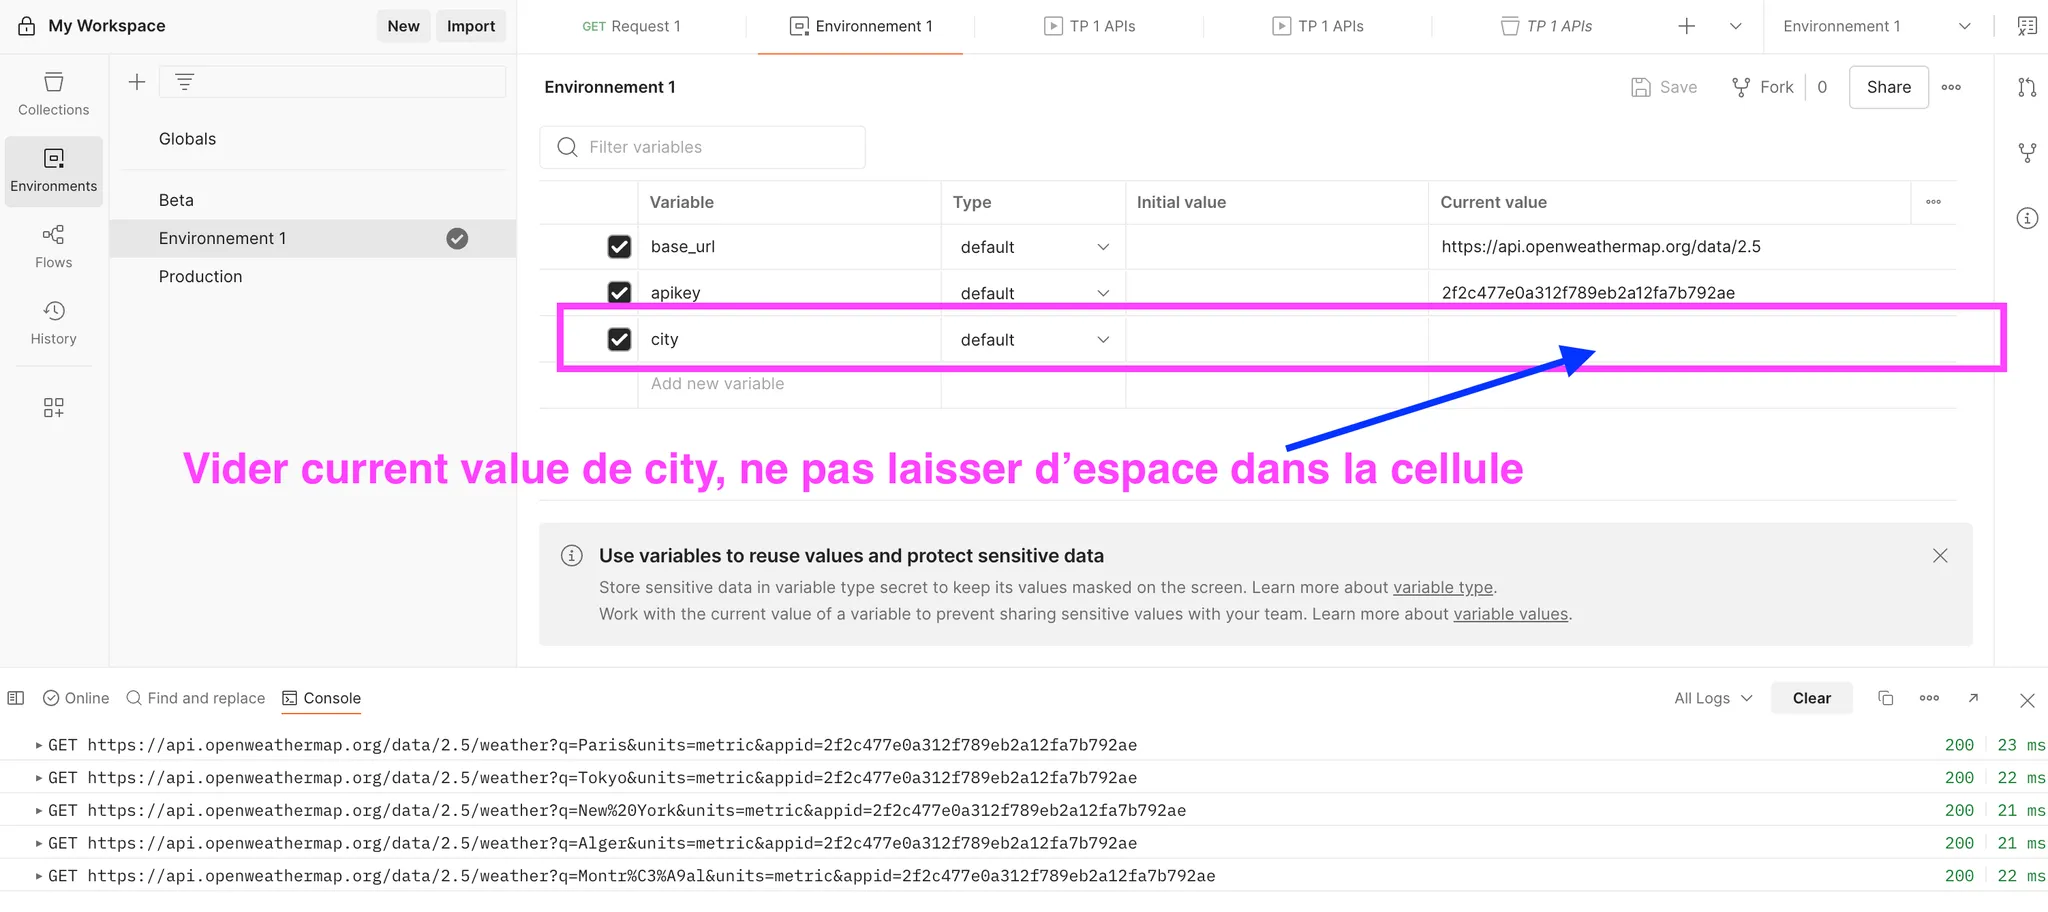 My Workspace
New
Import
GET Request 1
Environnement 1
TP 1 APIs
TP 1 APIs
TP 1 APIs
Environnement 1
Collections
Environments
Flows
History
Globals
Beta
Environnement 1
Production
Environnement 1
Save
Fork
0
Share
Filter variables
Variable
Type
Initial value
Current value
base_url
default
https://api.openweathermap.org/data/2.5
apikey
default
2f2c477e0a312f789eb2a12fa7b792ae
city
default
Add new variable
Vider current value de city, ne pas laisser d’espace dans la cellule
Use variables to reuse values and protect sensitive data
Store sensitive data in variable type secret to keep its values masked on the screen. Learn more about variable type.
Work with the current value of a variable to prevent sharing sensitive values with your team. Learn more about variable values.
Online
Find and replace
Console
All Logs
Clear
GET https://api.openweathermap.org/data/2.5/weather?q=Paris&units=metric&appid=2f2c477e0a312f789eb2a12fa7b792ae 200 23 ms
GET https://api.openweathermap.org/data/2.5/weather?q=Tokyo&units=metric&appid=2f2c477e0a312f789eb2a12fa7b792ae 200 22 ms
GET https://api.openweathermap.org/data/2.5/weather?q=New%20York&units=metric&appid=2f2c477e0a312f789eb2a12fa7b792ae 200 21 ms
GET https://api.openweathermap.org/data/2.5/weather?q=Alger&units=metric&appid=2f2c477e0a312f789eb2a12fa7b792ae 200 21 ms
GET https://api.openweathermap.org/data/2.5/weather?q=Montr%C3%A9al&units=metric&appid=2f2c477e0a312f789eb2a12fa7b792ae 200 22 ms